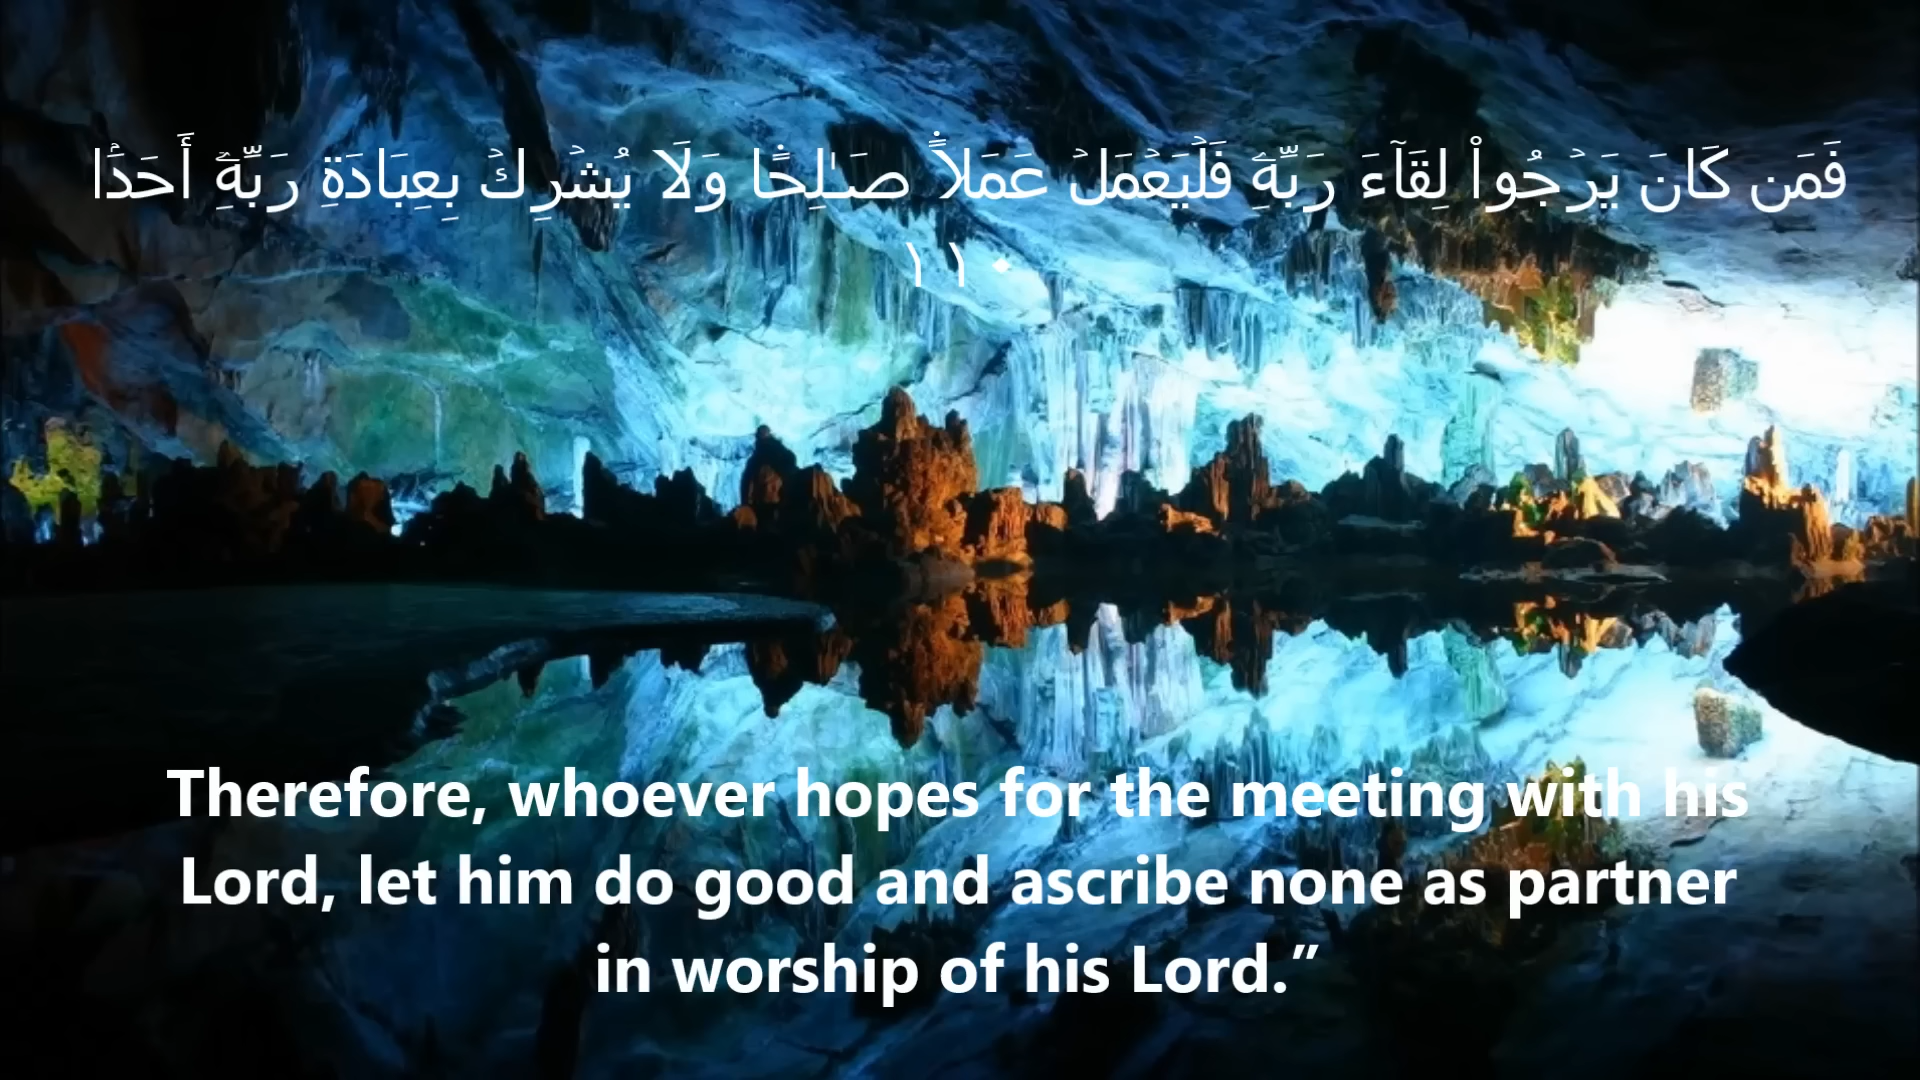 فَمَن كَانَ يَرۡجُواْ لِقَآءَ رَبِّهِۦ فَلۡيَعۡمَلۡ عَمَلاً۬ صَـٰلِحً۬ا وَلَا يُشۡرِكۡ بِعِبَادَةِ رَبِّهِۦۤ أَحَدَۢا
١١٠
Therefore, whoever hopes for the meeting with his
Lord, let him do good and ascribe none as partner
in worship of his Lord.”